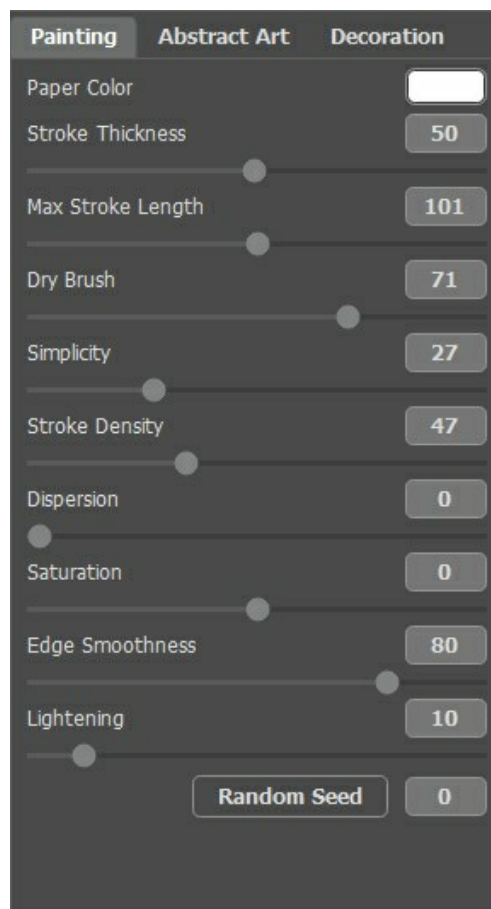 Painting Abstract Art Decoration
Paper Color
Stroke Thickness 50
Max Stroke Length 101
Dry Brush 71
Simplicity 27
Stroke Density 47
Dispersion 0
Saturation 0
Edge Smoothness 80
Lightening 10
Random Seed 0